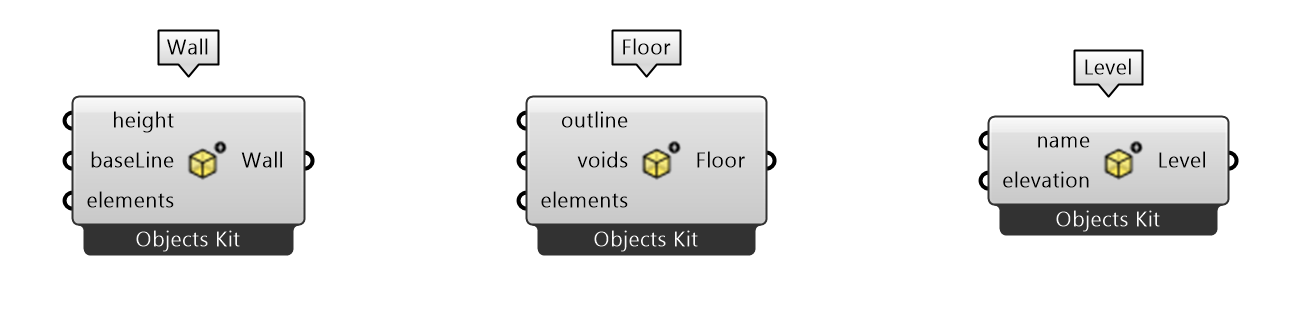 Wall
height
baseLine Wall
elements
Objects Kit
Floor
outline
voids Floor
elements
Objects Kit
Level
name
Level
elevation
Objects Kit